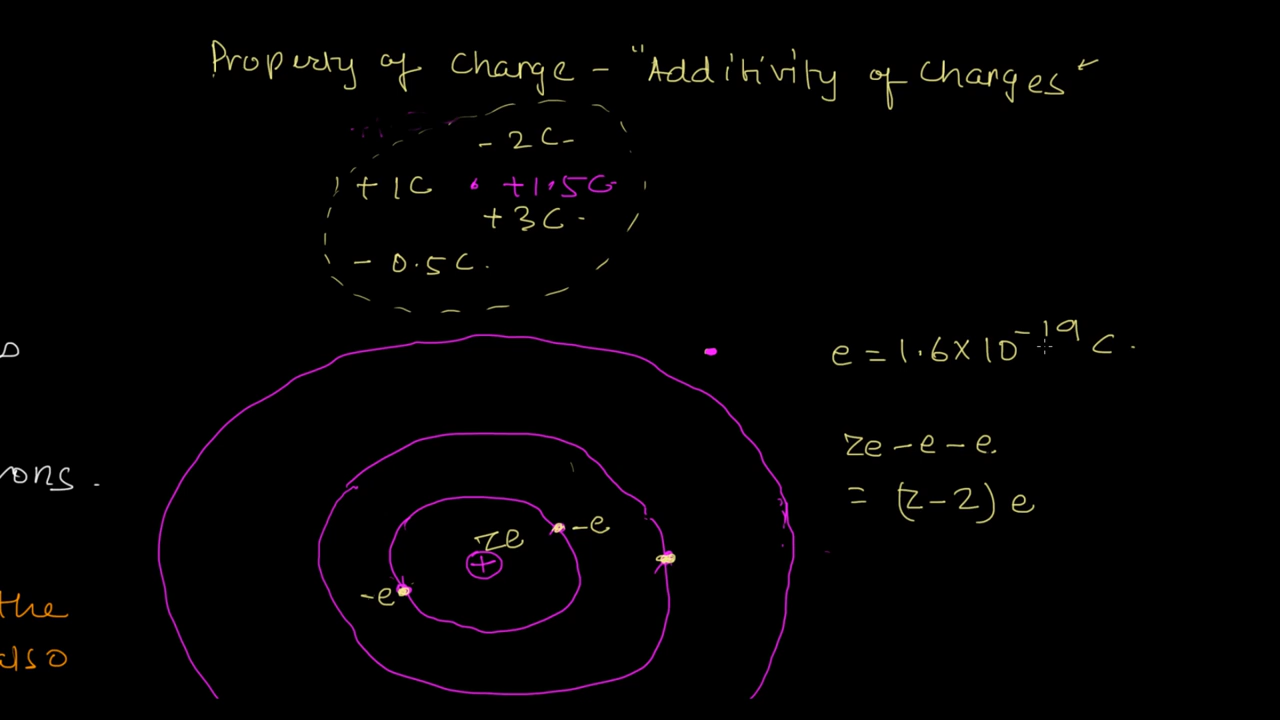 Property of Charge - "Additivity of Charges"
- 2C
+ 1C
+1.5C
+ 3C
- 0.5C
e = 1.6 × 10⁻¹⁹ C.
ons.
ze - e - e.
= (z-2) e
ze
-e
+
-e
the
also